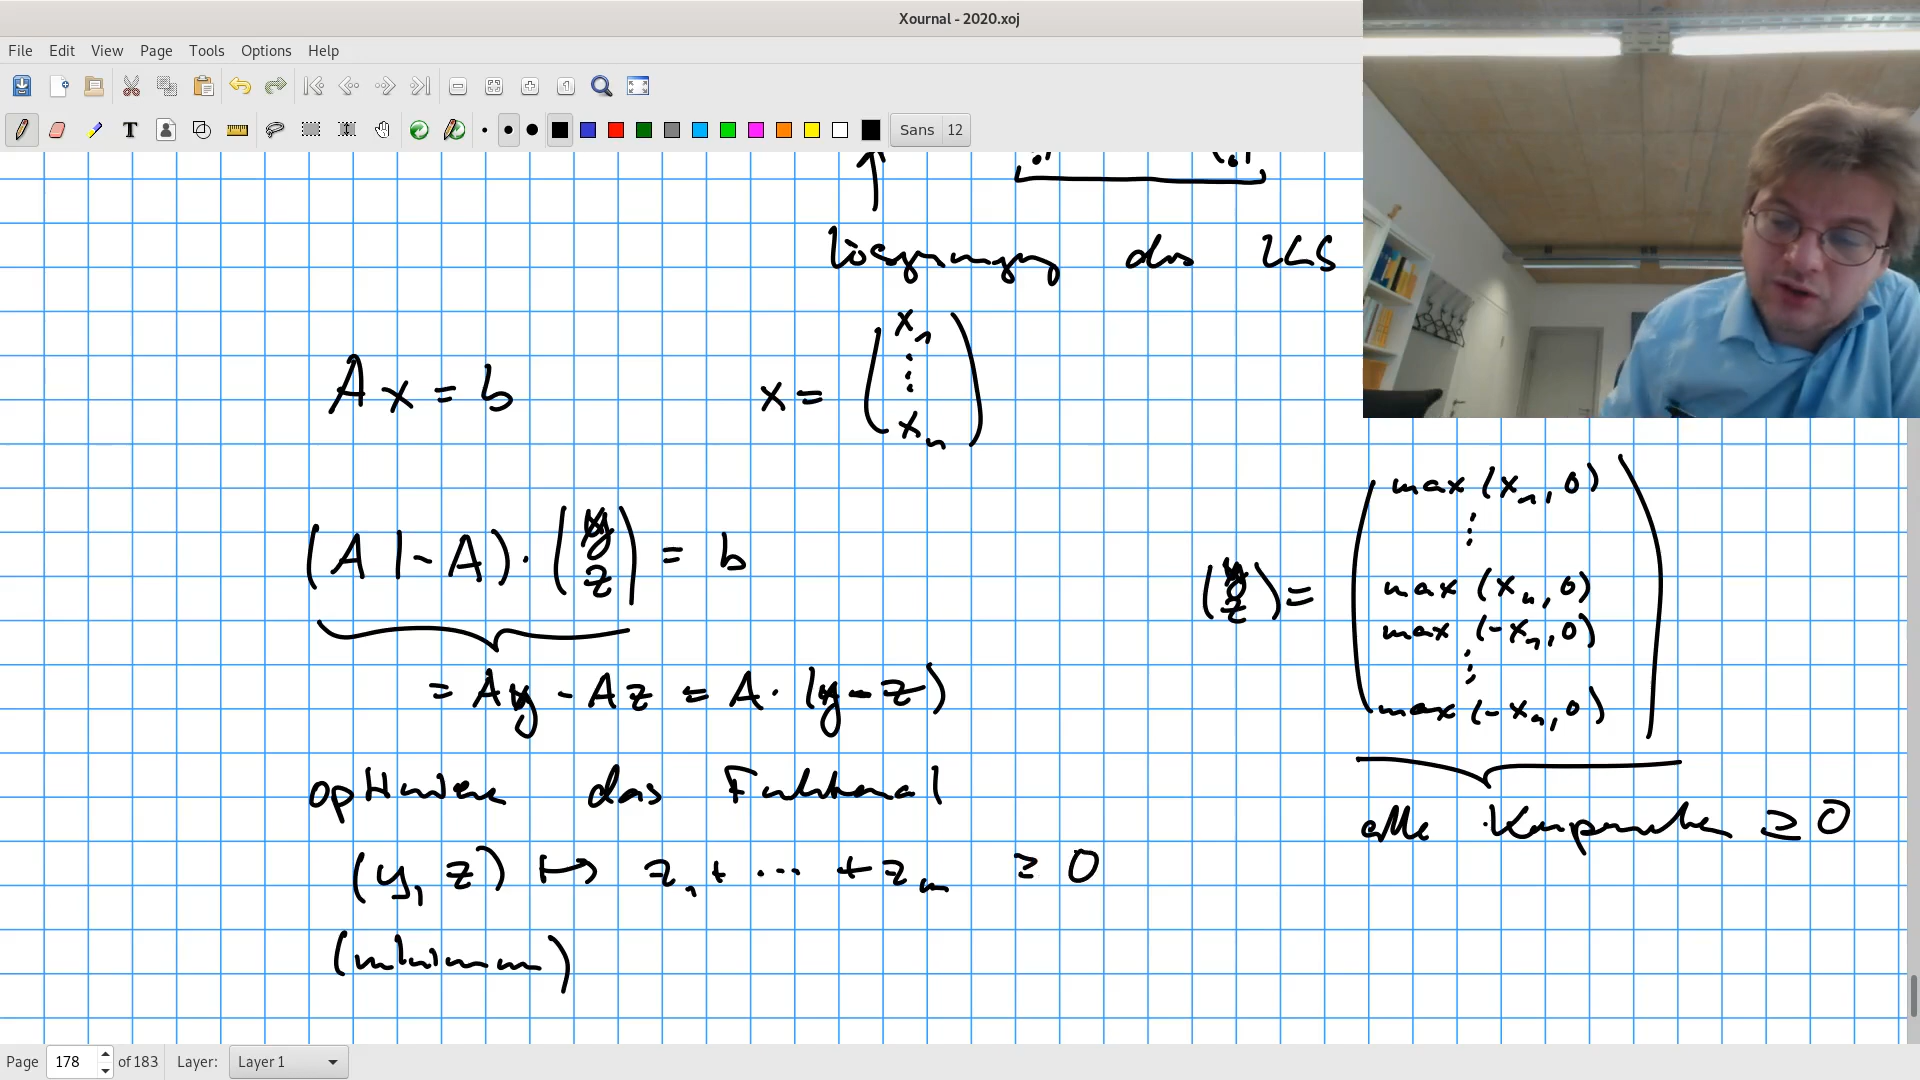 Xournal - 2020.xoj
File Edit View Page Tools Options Help
Sans 12
Lösungen des LGS
Ax = b
x = (x₁ ⋮ xₙ)
(A | -A) · (y z) = b
(y z) = (max (x₁, 0) ⋮ max (xₙ, 0) max (-x₁, 0) ⋮ max (-xₙ, 0))
= Ay - Az = A · (y - z)
optimiere das Funktional
alle Komponenten ≥ 0
(y, z) ↦ z₁ + ⋯ + zₙ ≥ 0
(minimum)
Page 178 of 183 Layer: Layer 1